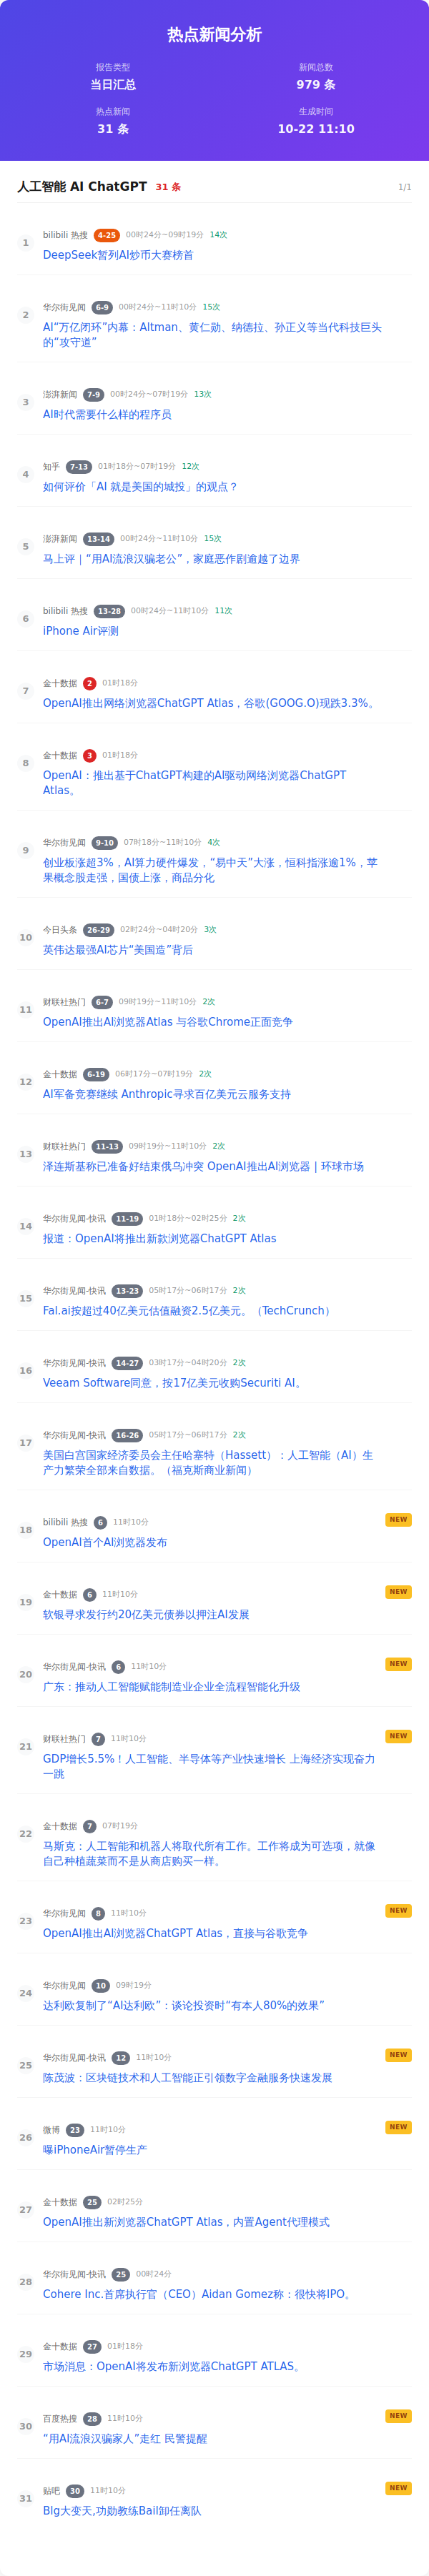 热点新闻分析
报告类型
新闻总数
当日汇总
979 条
热点新闻
生成时间
31 条
10-22 11:10
人工智能 AI ChatGPT 31 条 1/1
1 bilibili 热搜 4-25 00时24分~09时19分 14次
DeepSeek暂列AI炒币大赛榜首
2 华尔街见闻 6-9 00时24分~11时10分 15次
AI“万亿闭环”内幕：Altman、黄仁勋、纳德拉、孙正义等当代科技巨头
的“攻守道”
3 澎湃新闻 7-9 00时24分~07时19分 13次
AI时代需要什么样的程序员
4 知乎 7-13 01时18分~07时19分 12次
如何评价「AI 就是美国的城投」的观点？
5 澎湃新闻 13-14 00时24分~11时10分 15次
马上评｜“用AI流浪汉骗老公”，家庭恶作剧逾越了边界
6 bilibili 热搜 13-28 00时24分~11时10分 11次
iPhone Air评测
7 金十数据 2 01时18分
OpenAI推出网络浏览器ChatGPT Atlas，谷歌(GOOG.O)现跌3.3%。
8 金十数据 3 01时18分
OpenAI：推出基于ChatGPT构建的AI驱动网络浏览器ChatGPT
Atlas。
9 华尔街见闻 9-10 07时18分~11时10分 4次
创业板涨超3%，AI算力硬件爆发，“易中天”大涨，恒科指涨逾1%，苹
果概念股走强，国债上涨，商品分化
10 今日头条 26-29 02时24分~04时20分 3次
英伟达最强AI芯片“美国造”背后
11 财联社热门 6-7 09时19分~11时10分 2次
OpenAI推出AI浏览器Atlas 与谷歌Chrome正面竞争
12 金十数据 6-19 06时17分~07时19分 2次
AI军备竞赛继续 Anthropic寻求百亿美元云服务支持
13 财联社热门 11-13 09时19分~11时10分 2次
泽连斯基称已准备好结束俄乌冲突 OpenAI推出AI浏览器 | 环球市场
14 华尔街见闻-快讯 11-19 01时18分~02时25分 2次
报道：OpenAI将推出新款浏览器ChatGPT Atlas
15 华尔街见闻-快讯 13-23 05时17分~06时17分 2次
Fal.ai按超过40亿美元估值融资2.5亿美元。（TechCrunch）
16 华尔街见闻-快讯 14-27 03时17分~04时20分 2次
Veeam Software同意，按17亿美元收购Securiti AI。
17 华尔街见闻-快讯 16-26 05时17分~06时17分 2次
美国白宫国家经济委员会主任哈塞特（Hassett）：人工智能（AI）生
产力繁荣全部来自数据。（福克斯商业新闻）
18 bilibili 热搜 6 11时10分 NEW
OpenAI首个AI浏览器发布
19 金十数据 6 11时10分 NEW
软银寻求发行约20亿美元债券以押注AI发展
20 华尔街见闻-快讯 6 11时10分 NEW
广东：推动人工智能赋能制造业企业全流程智能化升级
21 财联社热门 7 11时10分 NEW
GDP增长5.5%！人工智能、半导体等产业快速增长 上海经济实现奋力
一跳
22 金十数据 7 07时19分
马斯克：人工智能和机器人将取代所有工作。工作将成为可选项，就像
自己种植蔬菜而不是从商店购买一样。
23 华尔街见闻 8 11时10分 NEW
OpenAI推出AI浏览器ChatGPT Atlas，直接与谷歌竞争
24 华尔街见闻 10 09时19分
达利欧复制了“AI达利欧”：谈论投资时“有本人80%的效果”
25 华尔街见闻-快讯 12 11时10分 NEW
陈茂波：区块链技术和人工智能正引领数字金融服务快速发展
26 微博 23 11时10分 NEW
曝iPhoneAir暂停生产
27 金十数据 25 02时25分
OpenAI推出新浏览器ChatGPT Atlas，内置Agent代理模式
28 华尔街见闻-快讯 25 00时24分
Cohere Inc.首席执行官（CEO）Aidan Gomez称：很快将IPO。
29 金十数据 27 01时18分
市场消息：OpenAI将发布新浏览器ChatGPT ATLAS。
30 百度热搜 28 11时10分 NEW
“用AI流浪汉骗家人”走红 民警提醒
31 贴吧 30 11时10分 NEW
Blg大变天,功勋教练Bail卸任离队